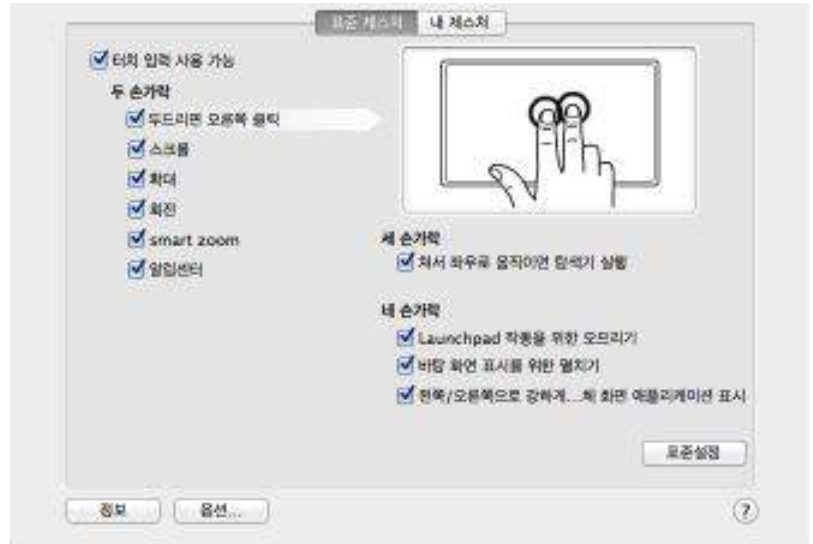 표준 제스처 내 제스처
터치 입력 사용 가능
두 손가락
두드리면 오른쪽 클릭
스크롤
확대
회전
smart zoom
알림센터
세 손가락
쳐서 좌우로 움직이면 탐색기 실행
네 손가락
Launchpad 작동을 위한 오므리기
바탕 화면 표시를 위한 펼치기
왼쪽/오른쪽으로 강하게...체 화면 애플리케이션 표시
표준설정
정보 옵션... ?